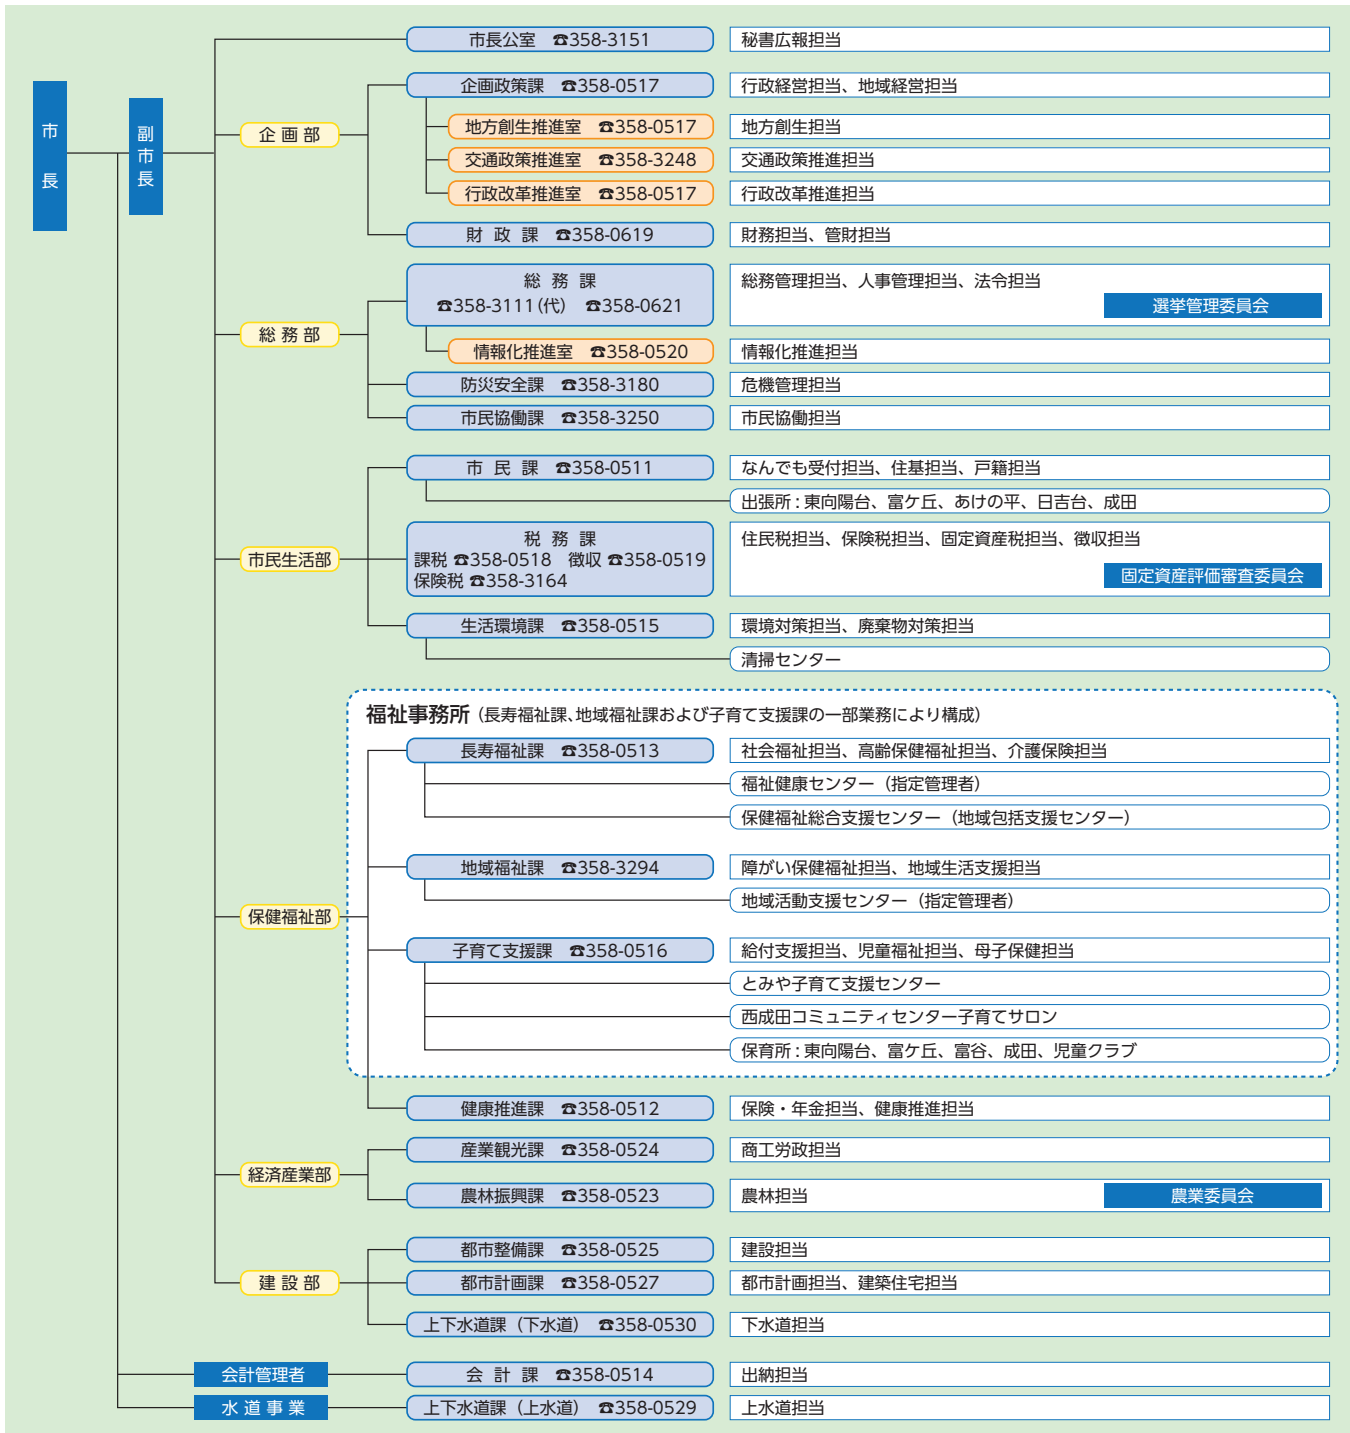 市長
副市長
市長公室 ☎358-3151
秘書広報担当
企画部
企画政策課 ☎358-0517
行政経営担当、地域経営担当
地方創生推進室 ☎358-0517
地方創生担当
交通政策推進室 ☎358-3248
交通政策推進担当
行政改革推進室 ☎358-0517
行政改革推進担当
財政課 ☎358-0619
財務担当、管財担当
総務部
総務課
☎358-3111(代) ☎358-0621
総務管理担当、人事管理担当、法令担当
選挙管理委員会
情報化推進室 ☎358-0520
情報化推進担当
防災安全課 ☎358-3180
危機管理担当
市民協働課 ☎358-3250
市民協働担当
市民生活部
市民課 ☎358-0511
なんでも受付担当、住基担当、戸籍担当
出張所:東向陽台、富ケ丘、あけの平、日吉台、成田
税務課
課税 ☎358-0518 徴収 ☎358-0519
保険税 ☎358-3164
住民税担当、保険税担当、固定資産税担当、徴収担当
固定資産評価審査委員会
生活環境課 ☎358-0515
環境対策担当、廃棄物対策担当
清掃センター
保健福祉部
福祉事務所(長寿福祉課、地域福祉課および子育て支援課の一部業務により構成)
長寿福祉課 ☎358-0513
社会福祉担当、高齢保健福祉担当、介護保険担当
福祉健康センター(指定管理者)
保健福祉総合支援センター(地域包括支援センター)
地域福祉課 ☎358-3294
障がい保健福祉担当、地域生活支援担当
地域活動支援センター(指定管理者)
子育て支援課 ☎358-0516
給付支援担当、児童福祉担当、母子保健担当
とみや子育て支援センター
西成田コミュニティセンター子育てサロン
保育所:東向陽台、富ケ丘、富谷、成田、児童クラブ
健康推進課 ☎358-0512
保険・年金担当、健康推進担当
経済産業部
産業観光課 ☎358-0524
商工労政担当
農林振興課 ☎358-0523
農林担当
農業委員会
建設部
都市整備課 ☎358-0525
建設担当
都市計画課 ☎358-0527
都市計画担当、建築住宅担当
上下水道課(下水道) ☎358-0530
下水道担当
会計管理者
会計課 ☎358-0514
出納担当
水道事業
上下水道課(上水道) ☎358-0529
上水道担当